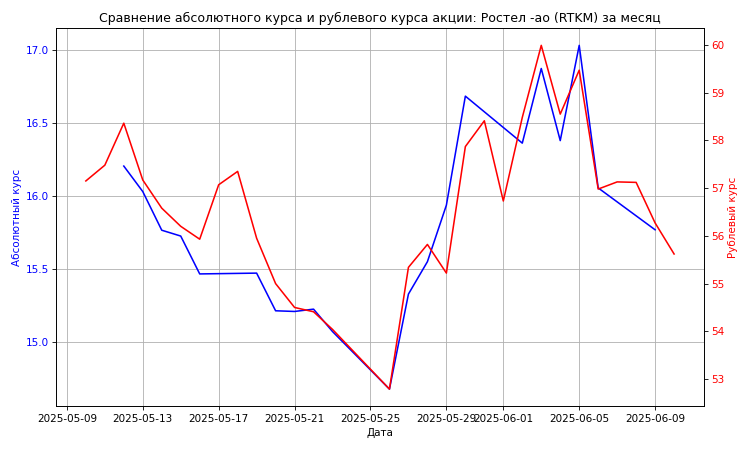 Сравнение абсолютного курса и рублевого курса акции: Ростел -ао (RTKM) за месяц
17.0
16.5
16.0
15.5
15.0
Абсолютный курс
60
59
58
57
56
55
54
53
Рублевый курс
2025-05-09 2025-05-13 2025-05-17 2025-05-21 2025-05-25 2025-05-29 2025-06-01 2025-06-05 2025-06-09
Дата